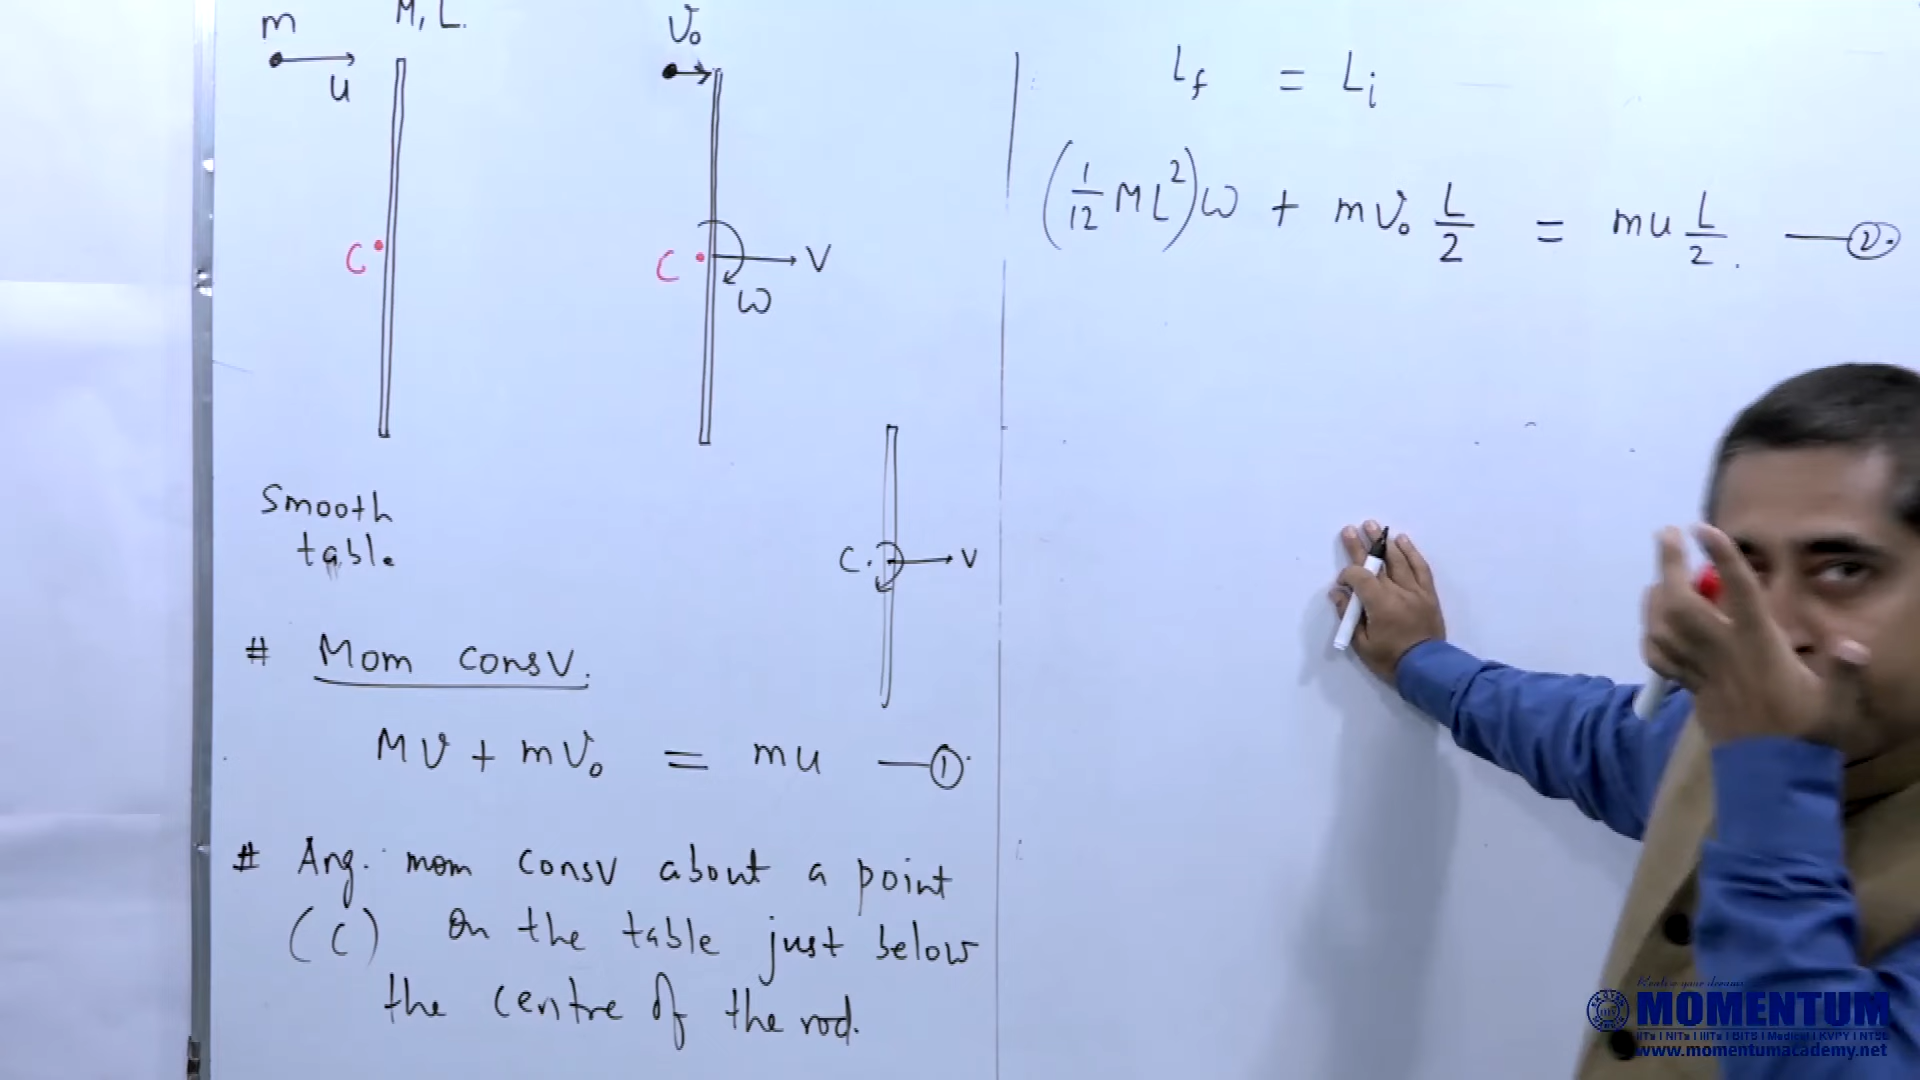 m
M, L.
u
C
v₀
C
V
ω
Smooth
table.
C.
V
# Mom consv.
Mv + mv₀ = mu —①
# Ang. mom consv about a point
(C) on the table just below
the centre of the rod.
L_f = L_i
(1/12 ML²)ω + mv₀ L/2 = mu L/2. —②
MOMENTUM
www.momentumacademy.net